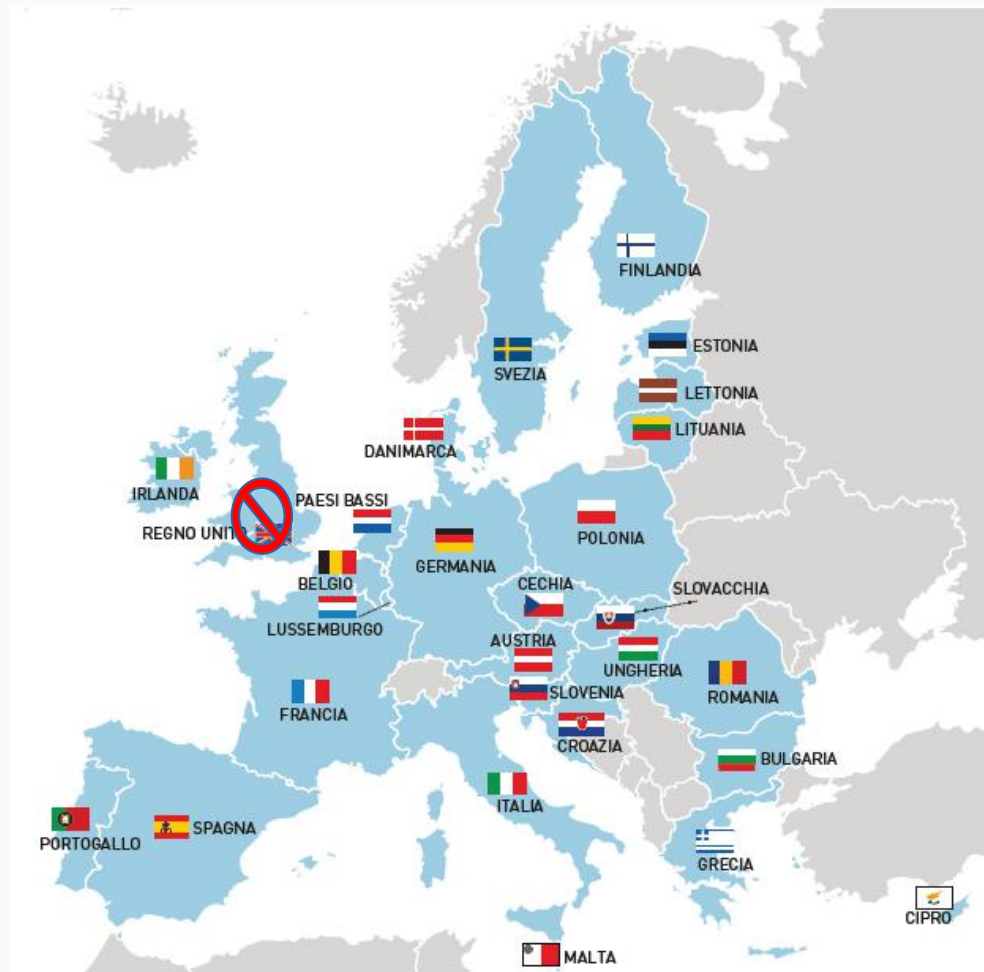 FINLANDIA
ESTONIA
SVEZIA
LETTONIA
LITUANIA
DANIMARCA
IRLANDA
PAESI BASSI
REGNO UNITO
POLONIA
GERMANIA
BELGIO
CECHIA
SLOVACCHIA
LUSSEMBURGO
AUSTRIA
UNGHERIA
SLOVENIA
ROMANIA
FRANCIA
CROAZIA
BULGARIA
ITALIA
SPAGNA
PORTOGALLO
GRECIA
CIPRO
MALTA